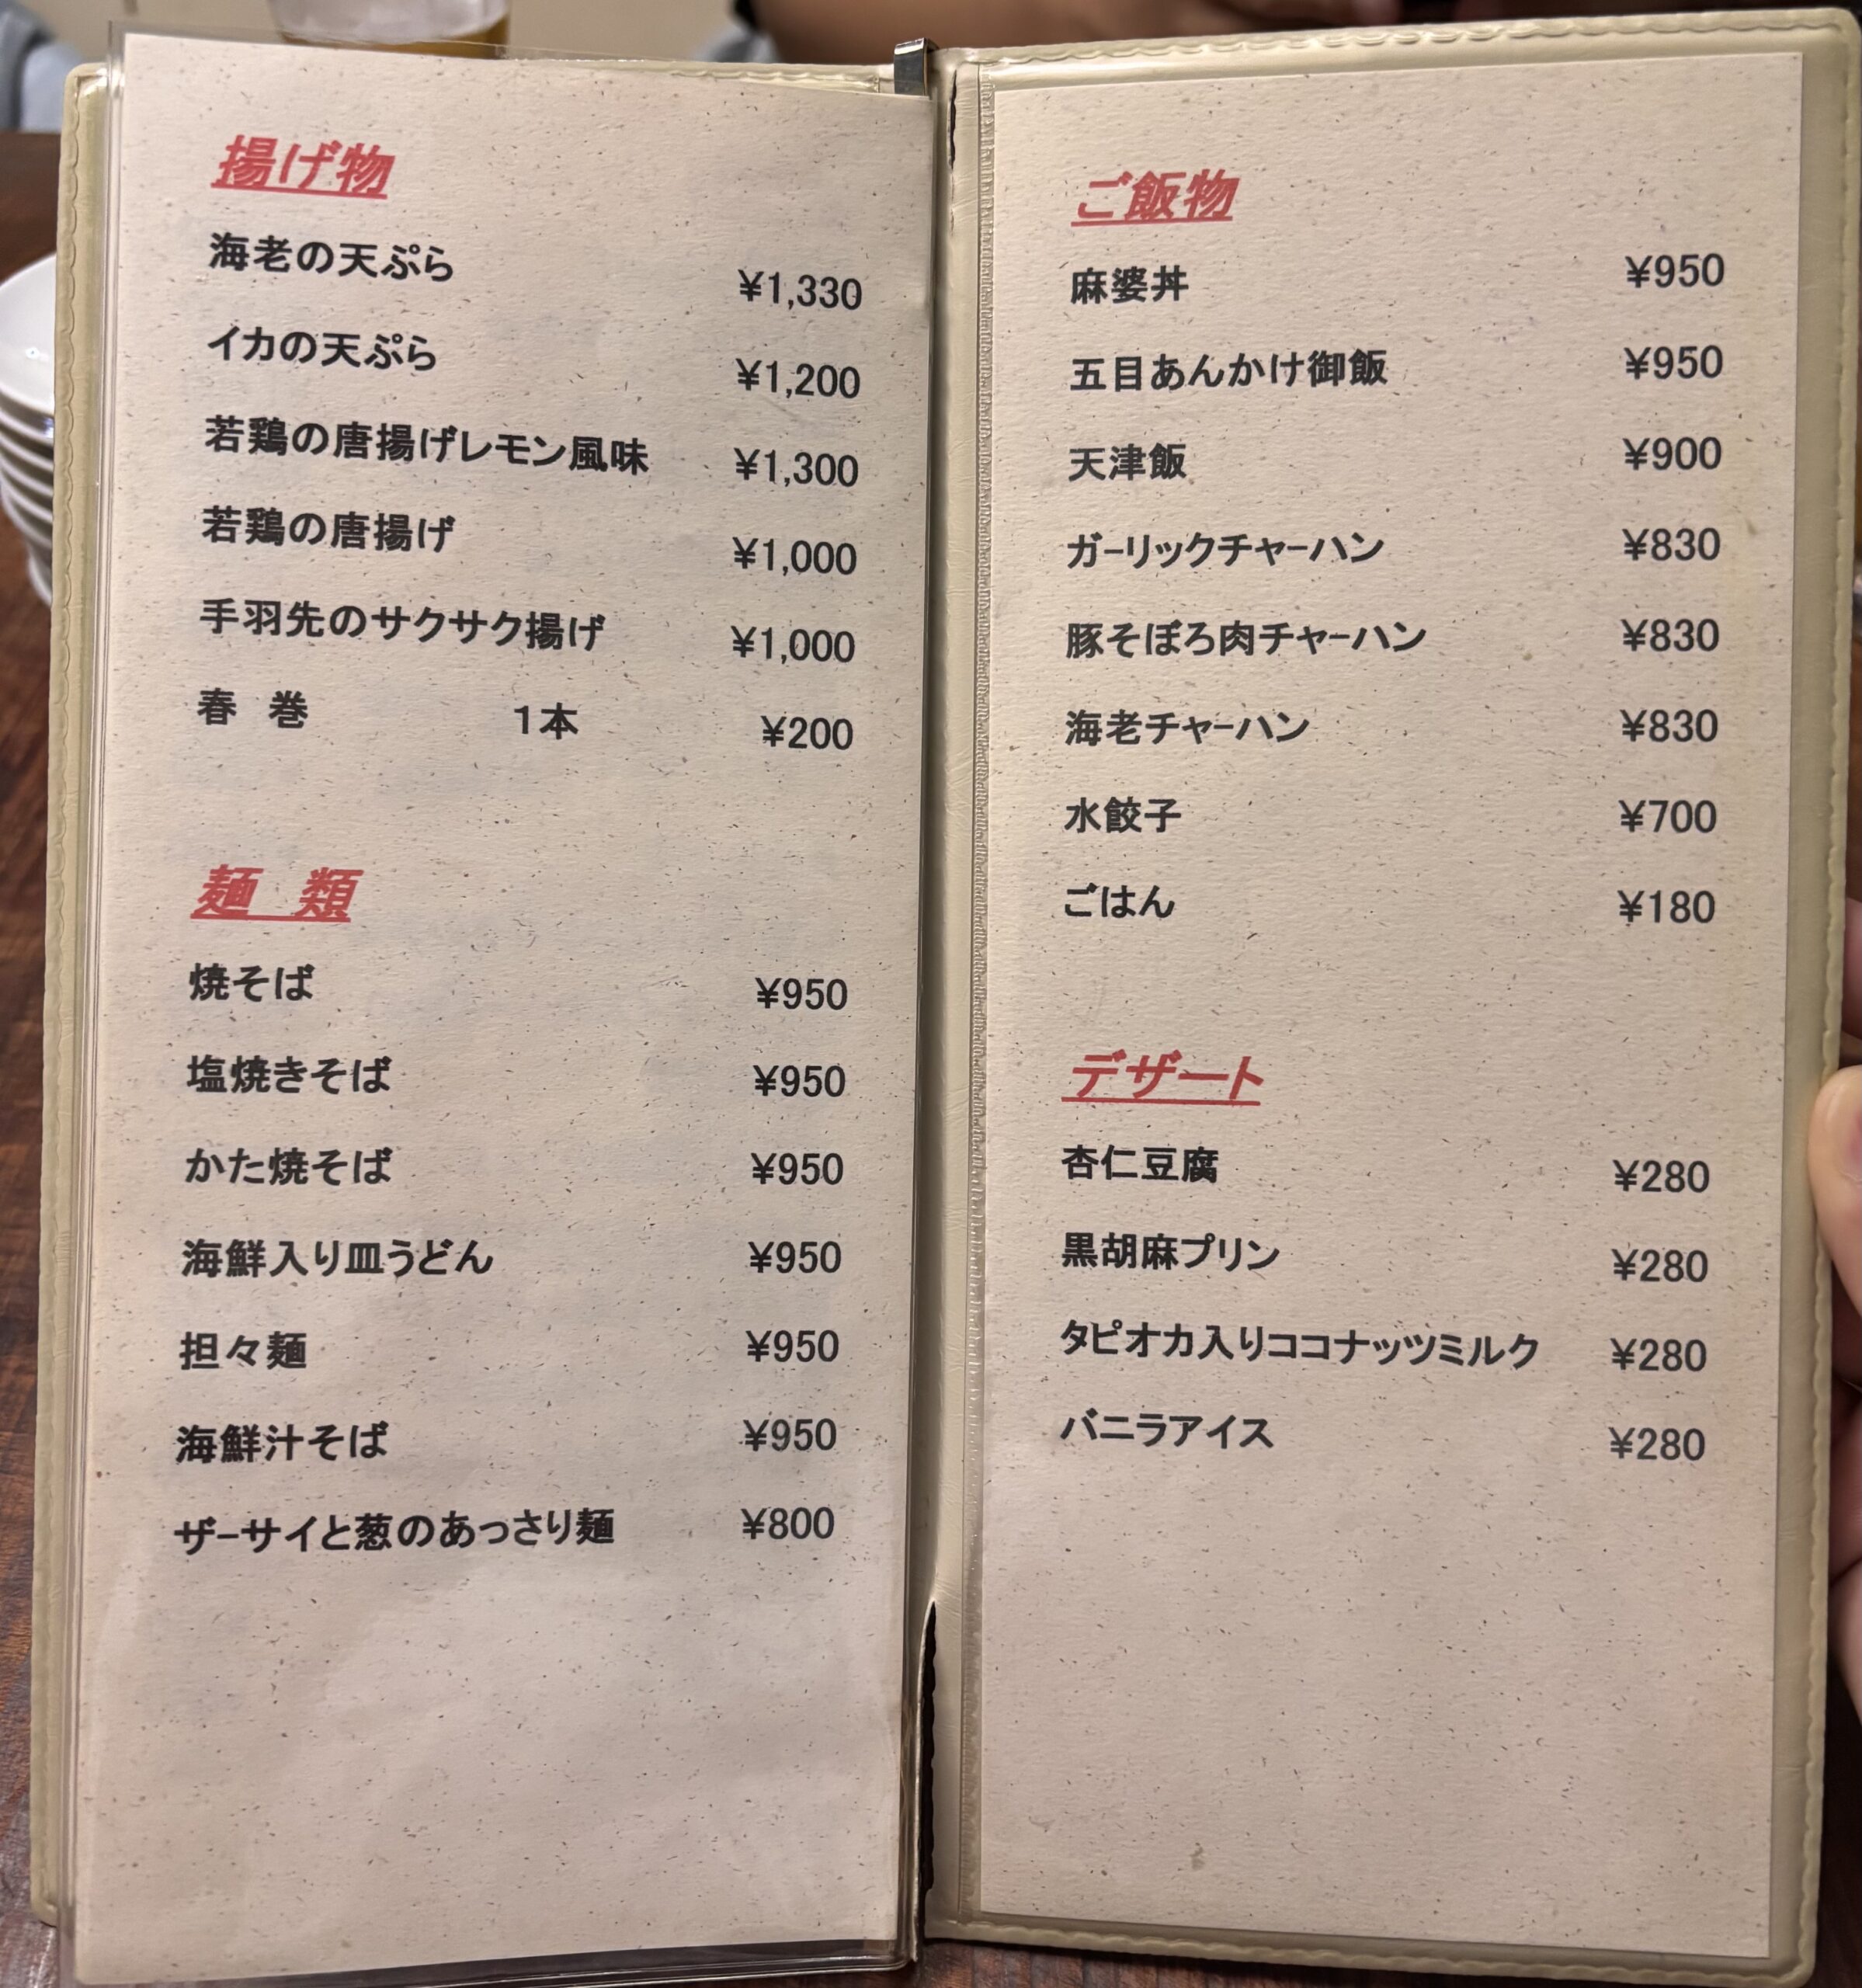 揚げ物
海老の天ぷら ¥1,330
イカの天ぷら ¥1,200
若鶏の唐揚げレモン風味 ¥1,300
若鶏の唐揚げ ¥1,000
手羽先のサクサク揚げ ¥1,000
春 巻 1本 ¥200
麺 類
焼そば ¥950
塩焼きそば ¥950
かた焼そば ¥950
海鮮入り皿うどん ¥950
担々麺 ¥950
海鮮汁そば ¥950
ザーサイと葱のあっさり麺 ¥800
ご飯物
麻婆丼 ¥950
五目あんかけ御飯 ¥950
天津飯 ¥900
ガーリックチャーハン ¥830
豚そぼろ肉チャーハン ¥830
海老チャーハン ¥830
水餃子 ¥700
ごはん ¥180
デザート
杏仁豆腐 ¥280
黒胡麻プリン ¥280
タピオカ入りココナッツミルク ¥280
バニラアイス ¥280